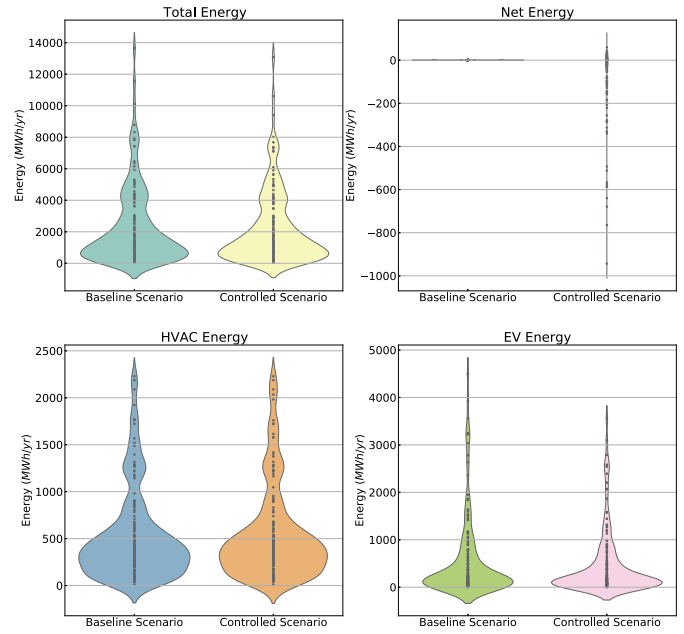 Total Energy
Energy (MWh/yr)
14000
12000
10000
8000
6000
4000
2000
0
Baseline Scenario
Controlled Scenario
Net Energy
Energy (MWh/yr)
0
−200
−400
−600
−800
−1000
Baseline Scenario
Controlled Scenario
HVAC Energy
Energy (MWh/yr)
2500
2000
1500
1000
500
0
Baseline Scenario
Controlled Scenario
EV Energy
Energy (MWh/yr)
5000
4000
3000
2000
1000
0
Baseline Scenario
Controlled Scenario